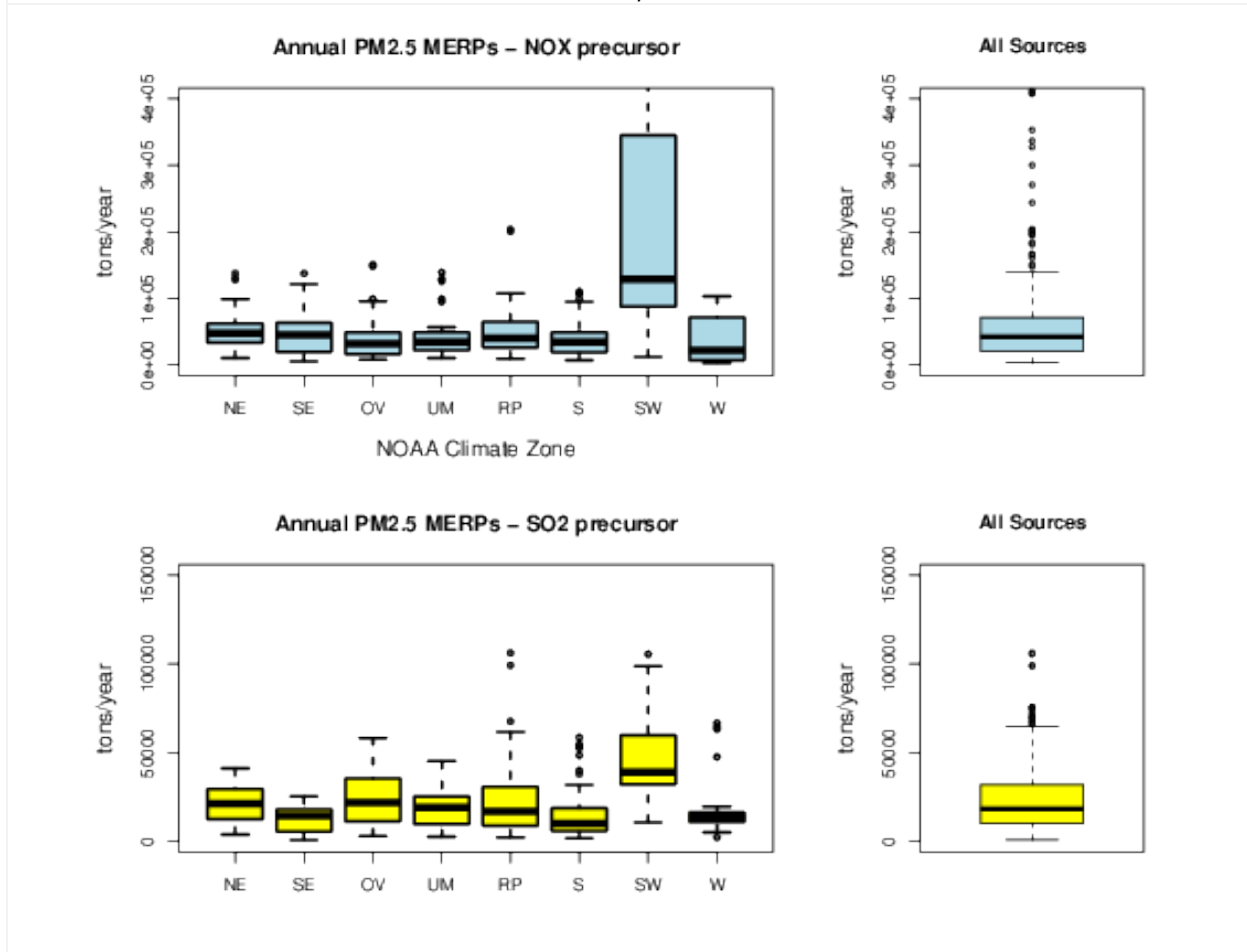 Annual PM2.5 MERPs – NOX precursor
All Sources
tons/year
0e+00 1e+05 2e+05 3e+05 4e+05
NE SE OV UM RP S SW W
NOAA Climate Zone
tons/year
0e+00 1e+05 2e+05 3e+05 4e+05
Annual PM2.5 MERPs – SO2 precursor
All Sources
tons/year
0 50000 100000 150000
NE SE OV UM RP S SW W
tons/year
0 50000 100000 150000